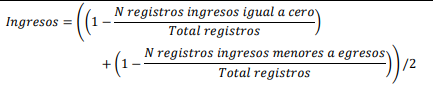 Ingresos = ((1 − N registros ingresos igual a cero / Total registros)
+ (1 − N registros ingresos menores a egresos / Total registros)) /2